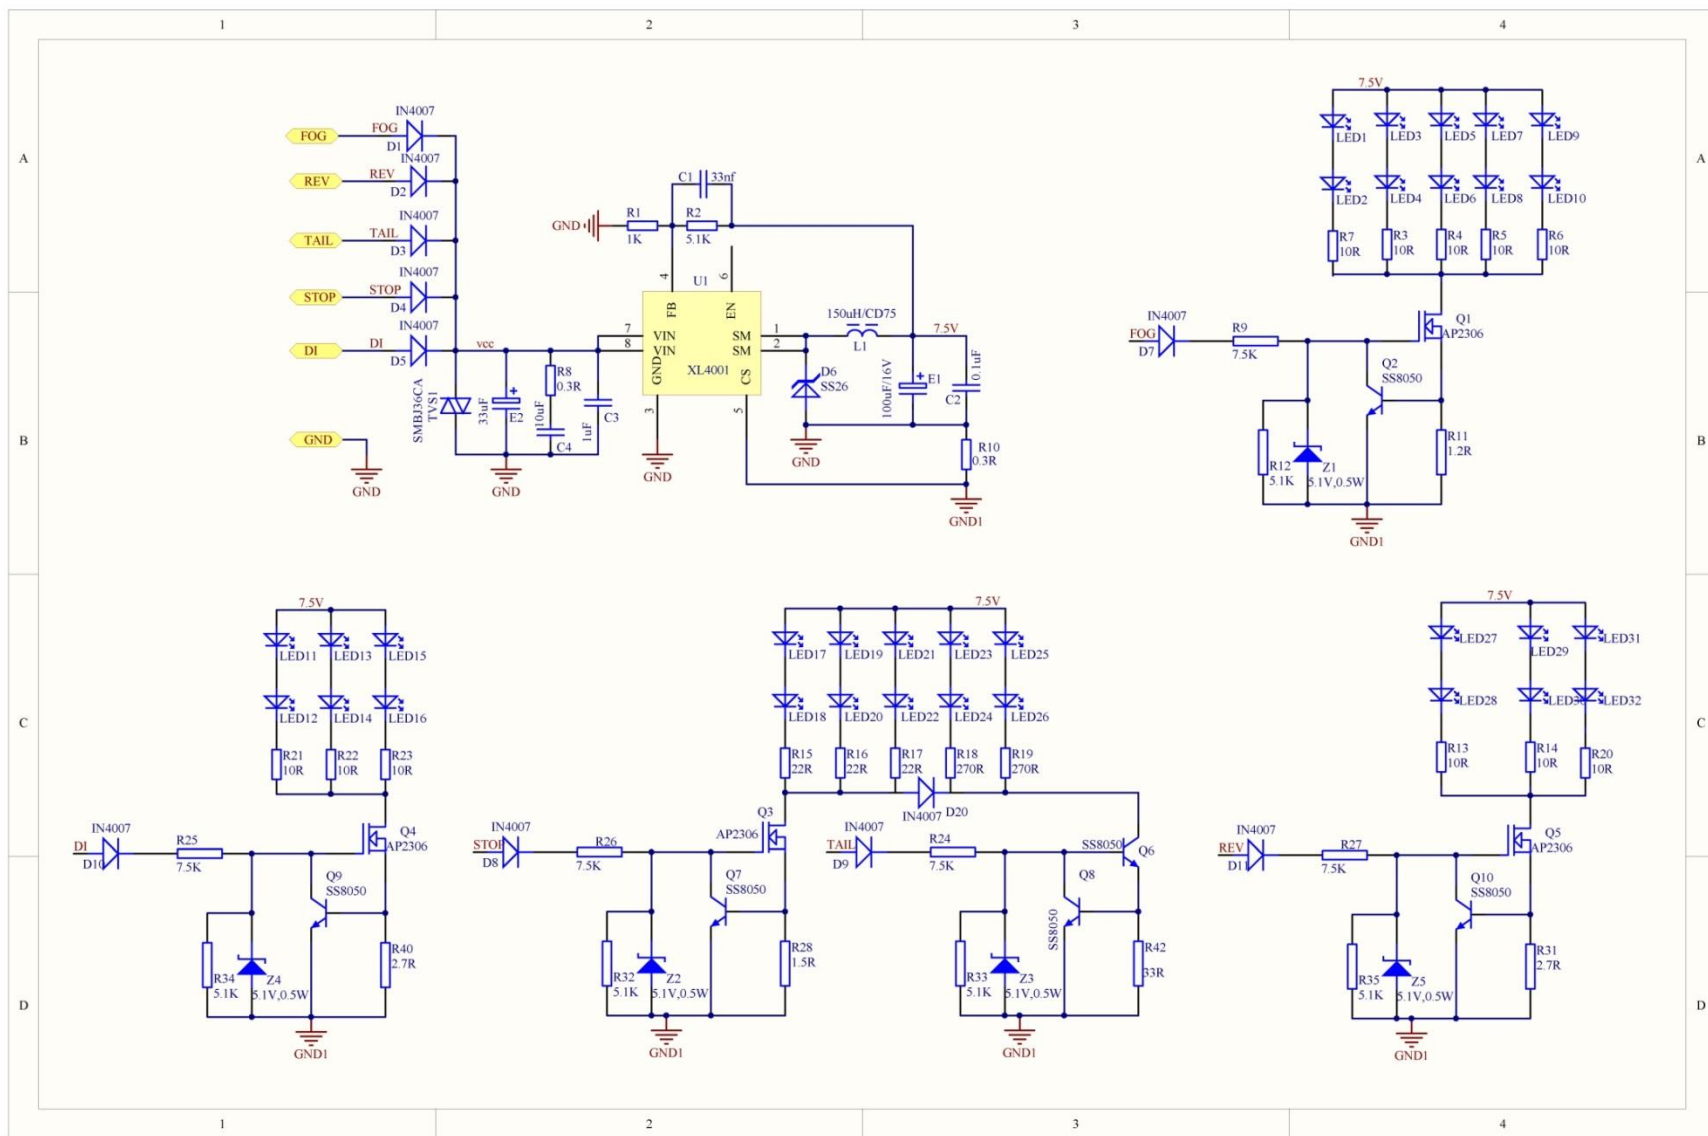 1 2 3 4
A
A
B
B
C
C
D
D
1 2 3 4
IN4007
FOG
FOG
D1
IN4007
REV
REV
D2
IN4007
TAIL
TAIL
D3
IN4007
STOP
STOP
D4
IN4007
DI
DI
D5
vcc
GND
GND
SMBJ36CA
TVS1
33uF
E2
R8
0.3R
10uF
C4
1uF
C3
GND
C1 33nf
R1
R2
GND
1K
5.1K
4
6
U1
FB
EN
7
VIN
SM
1
8
VIN
SM
2
GND
XL4001
CS
3
5
GND
150uH/CD75
L1
7.5V
D6
SS26
GND
100uF/16V
E1
0.1uF
C2
R10
0.3R
GND1
7.5V
LED1
LED3
LED5
LED7
LED9
LED2
LED4
LED6
LED8
LED10
R7
10R
R3
10R
R4
10R
R5
10R
R6
10R
IN4007
FOG
D7
R9
7.5K
Q1
AP2306
Q2
SS8050
R11
1.2R
R12
5.1K
Z1
5.1V,0.5W
GND1
7.5V
LED11
LED13
LED15
LED12
LED14
LED16
R21
10R
R22
10R
R23
10R
IN4007
DI
D10
R25
7.5K
Q4
AP2306
Q9
SS8050
R40
2.7R
R34
5.1K
Z4
5.1V,0.5W
GND1
7.5V
LED17
LED19
LED21
LED23
LED25
LED18
LED20
LED22
LED24
LED26
R15
22R
R16
22R
R17
22R
R18
270R
R19
270R
IN4007 D20
IN4007
STOP
D8
R26
7.5K
Q3
AP2306
Q7
SS8050
R28
1.5R
R32
5.1K
Z2
5.1V,0.5W
GND1
IN4007
TAIL
D9
R24
7.5K
SS8050
Q6
Q8
SS8050
R42
33R
R33
5.1K
Z3
5.1V,0.5W
GND1
7.5V
LED27
LED29
LED31
LED28
LED32
R13
10R
R14
10R
R20
10R
IN4007
REV
D11
R27
7.5K
Q5
AP2306
Q10
SS8050
R31
2.7R
R35
5.1K
Z5
5.1V,0.5W
GND1